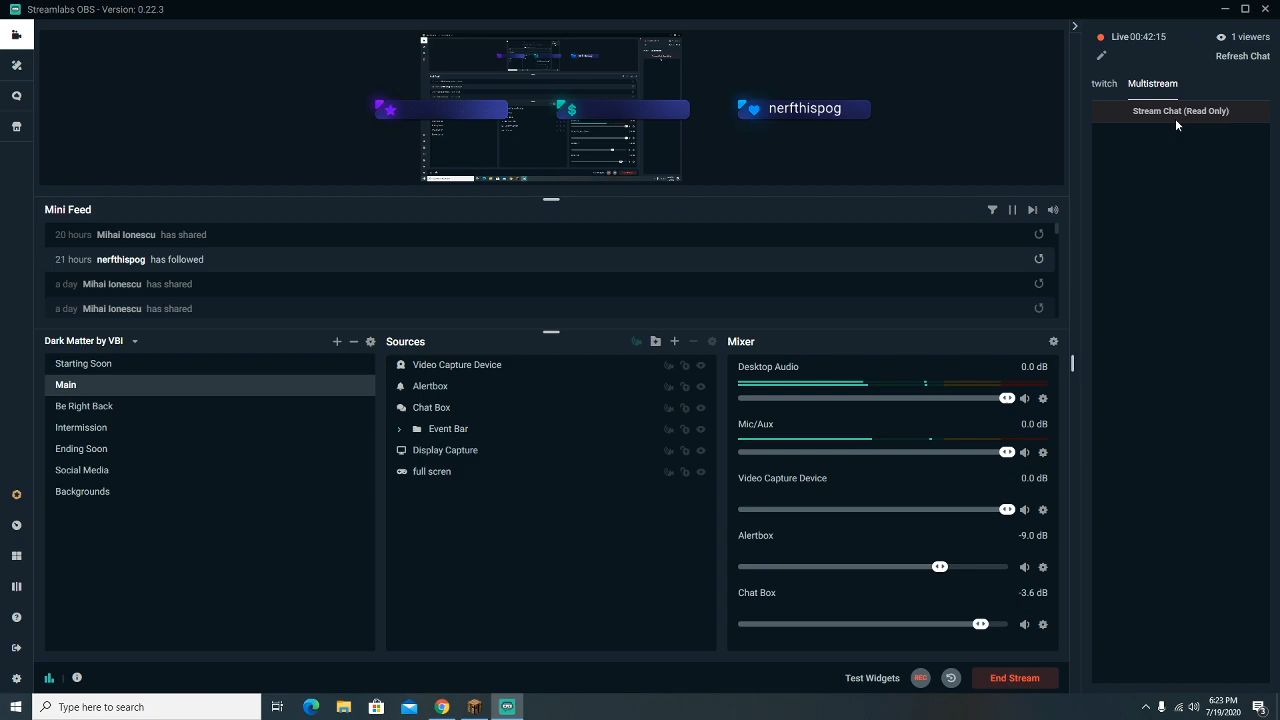 Streamlabs OBS - Version: 0.22.3
Live 00:42:15
1 viewers
Refresh Chat
twitch Multistream
Stream Chat (Read Only)
nerfthispog
Mini Feed
20 hours Mihai Ionescu has shared
21 hours nerfthispog has followed
a day Mihai Ionescu has shared
a day Mihai Ionescu has shared
Dark Matter by VBI
Starting Soon
Main
Be Right Back
Intermission
Ending Soon
Social Media
Backgrounds
Sources
Video Capture Device
Alertbox
Chat Box
Event Bar
Display Capture
full scren
Mixer
Desktop Audio 0.0 dB
Mic/Aux 0.0 dB
Video Capture Device 0.0 dB
Alertbox -9.0 dB
Chat Box -3.6 dB
Test Widgets REC End Stream
Type here to search
6:23 PM
7/19/2020